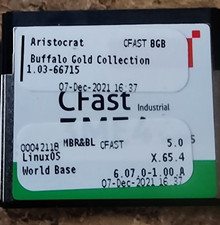 Aristocrat CFAST 8GB
Buffalo Gold Collection
1.03-66715
07-Dec-2021 16:37
CFast Industrial
00042118 MBR&BL CFAST 5.0
LinuxOS X.65.4
World Base 6.07.0-1.00 A
07-Dec-2021 16:37